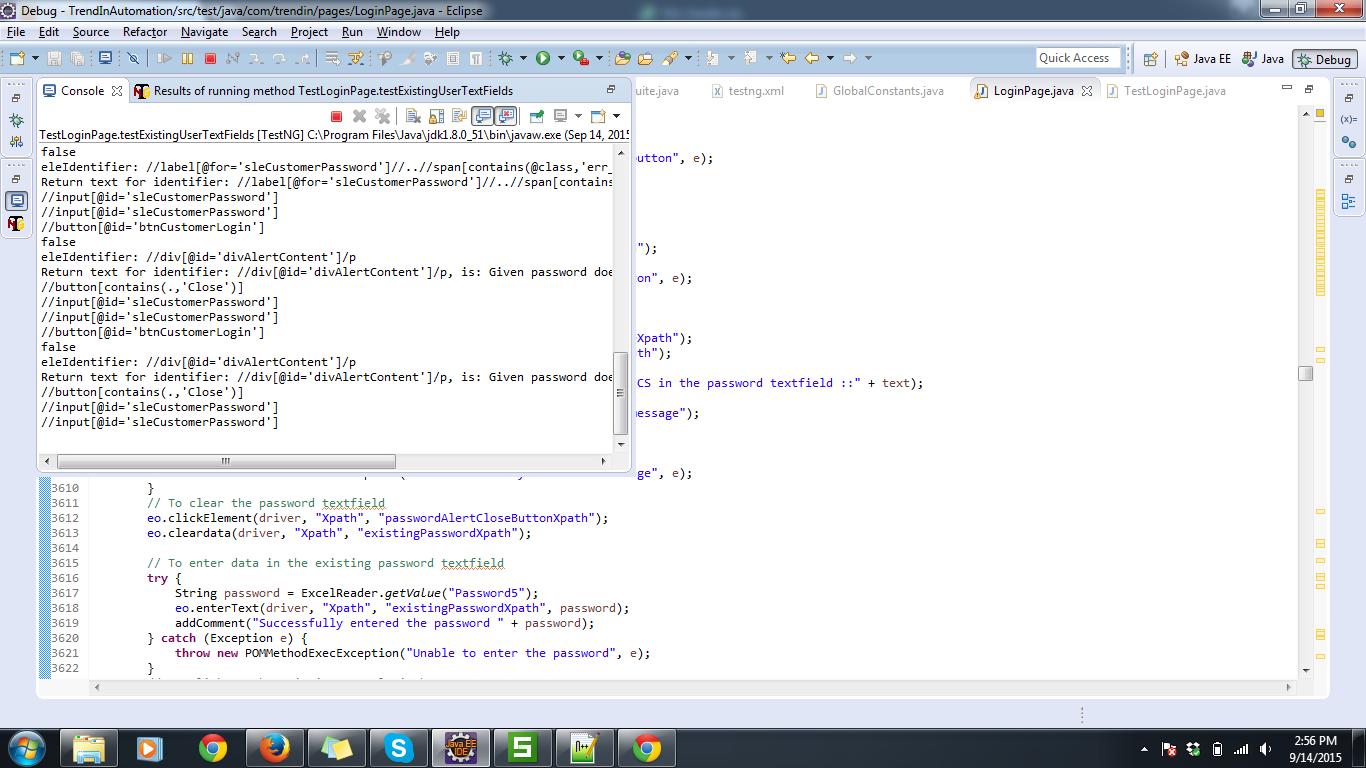 Debug - TrendInAutomation/src/test/java/com/trendin/pages/LoginPage.java - Eclipse
File Edit Source Refactor Navigate Search Project Run Window Help
Quick Access
Java EE
Java
Debug
Console
Results of running method TestLoginPage.testExistingUserTextFields
uite.java
testng.xml
GlobalConstants.java
LoginPage.java
TestLoginPage.java
TestLoginPage.testExistingUserTextFields [TestNG] C:\Program Files\Java\jdk1.8.0_51\bin\javaw.exe (Sep 14, 2015
false
eleIdentifier: //label[@for='sleCustomerPassword']//..//span[contains(@class,'err_
Return text for identifier: //label[@for='sleCustomerPassword']//..//span[contains
//input[@id='sleCustomerPassword']
//input[@id='sleCustomerPassword']
//button[@id='btnCustomerLogin']
false
eleIdentifier: //div[@id='divAlertContent']/p
Return text for identifier: //div[@id='divAlertContent']/p, is: Given password doe
//button[contains(.,'Close')]
//input[@id='sleCustomerPassword']
//input[@id='sleCustomerPassword']
//button[@id='btnCustomerLogin']
false
eleIdentifier: //div[@id='divAlertContent']/p
Return text for identifier: //div[@id='divAlertContent']/p, is: Given password doe
//button[contains(.,'Close')]
//input[@id='sleCustomerPassword']
//input[@id='sleCustomerPassword']
utton", e);
");
on", e);
Xpath");
th");
CS in the password textfield ::" + text);
essage");
ge", e);
3610 }
3611 // To clear the password textfield
3612 eo.clickElement(driver, "Xpath", "passwordAlertCloseButtonXpath");
3613 eo.cleardata(driver, "Xpath", "existingPasswordXpath");
3614
3615 // To enter data in the existing password textfield
3616 try {
3617 String password = ExcelReader.getValue("Password5");
3618 eo.enterText(driver, "Xpath", "existingPasswordXpath", password);
3619 addComment("Successfully entered the password " + password);
3620 } catch (Exception e) {
3621 throw new POMMethodExecException("Unable to enter the password", e);
3622 }
Java EE
IDE
2:56 PM
9/14/2015